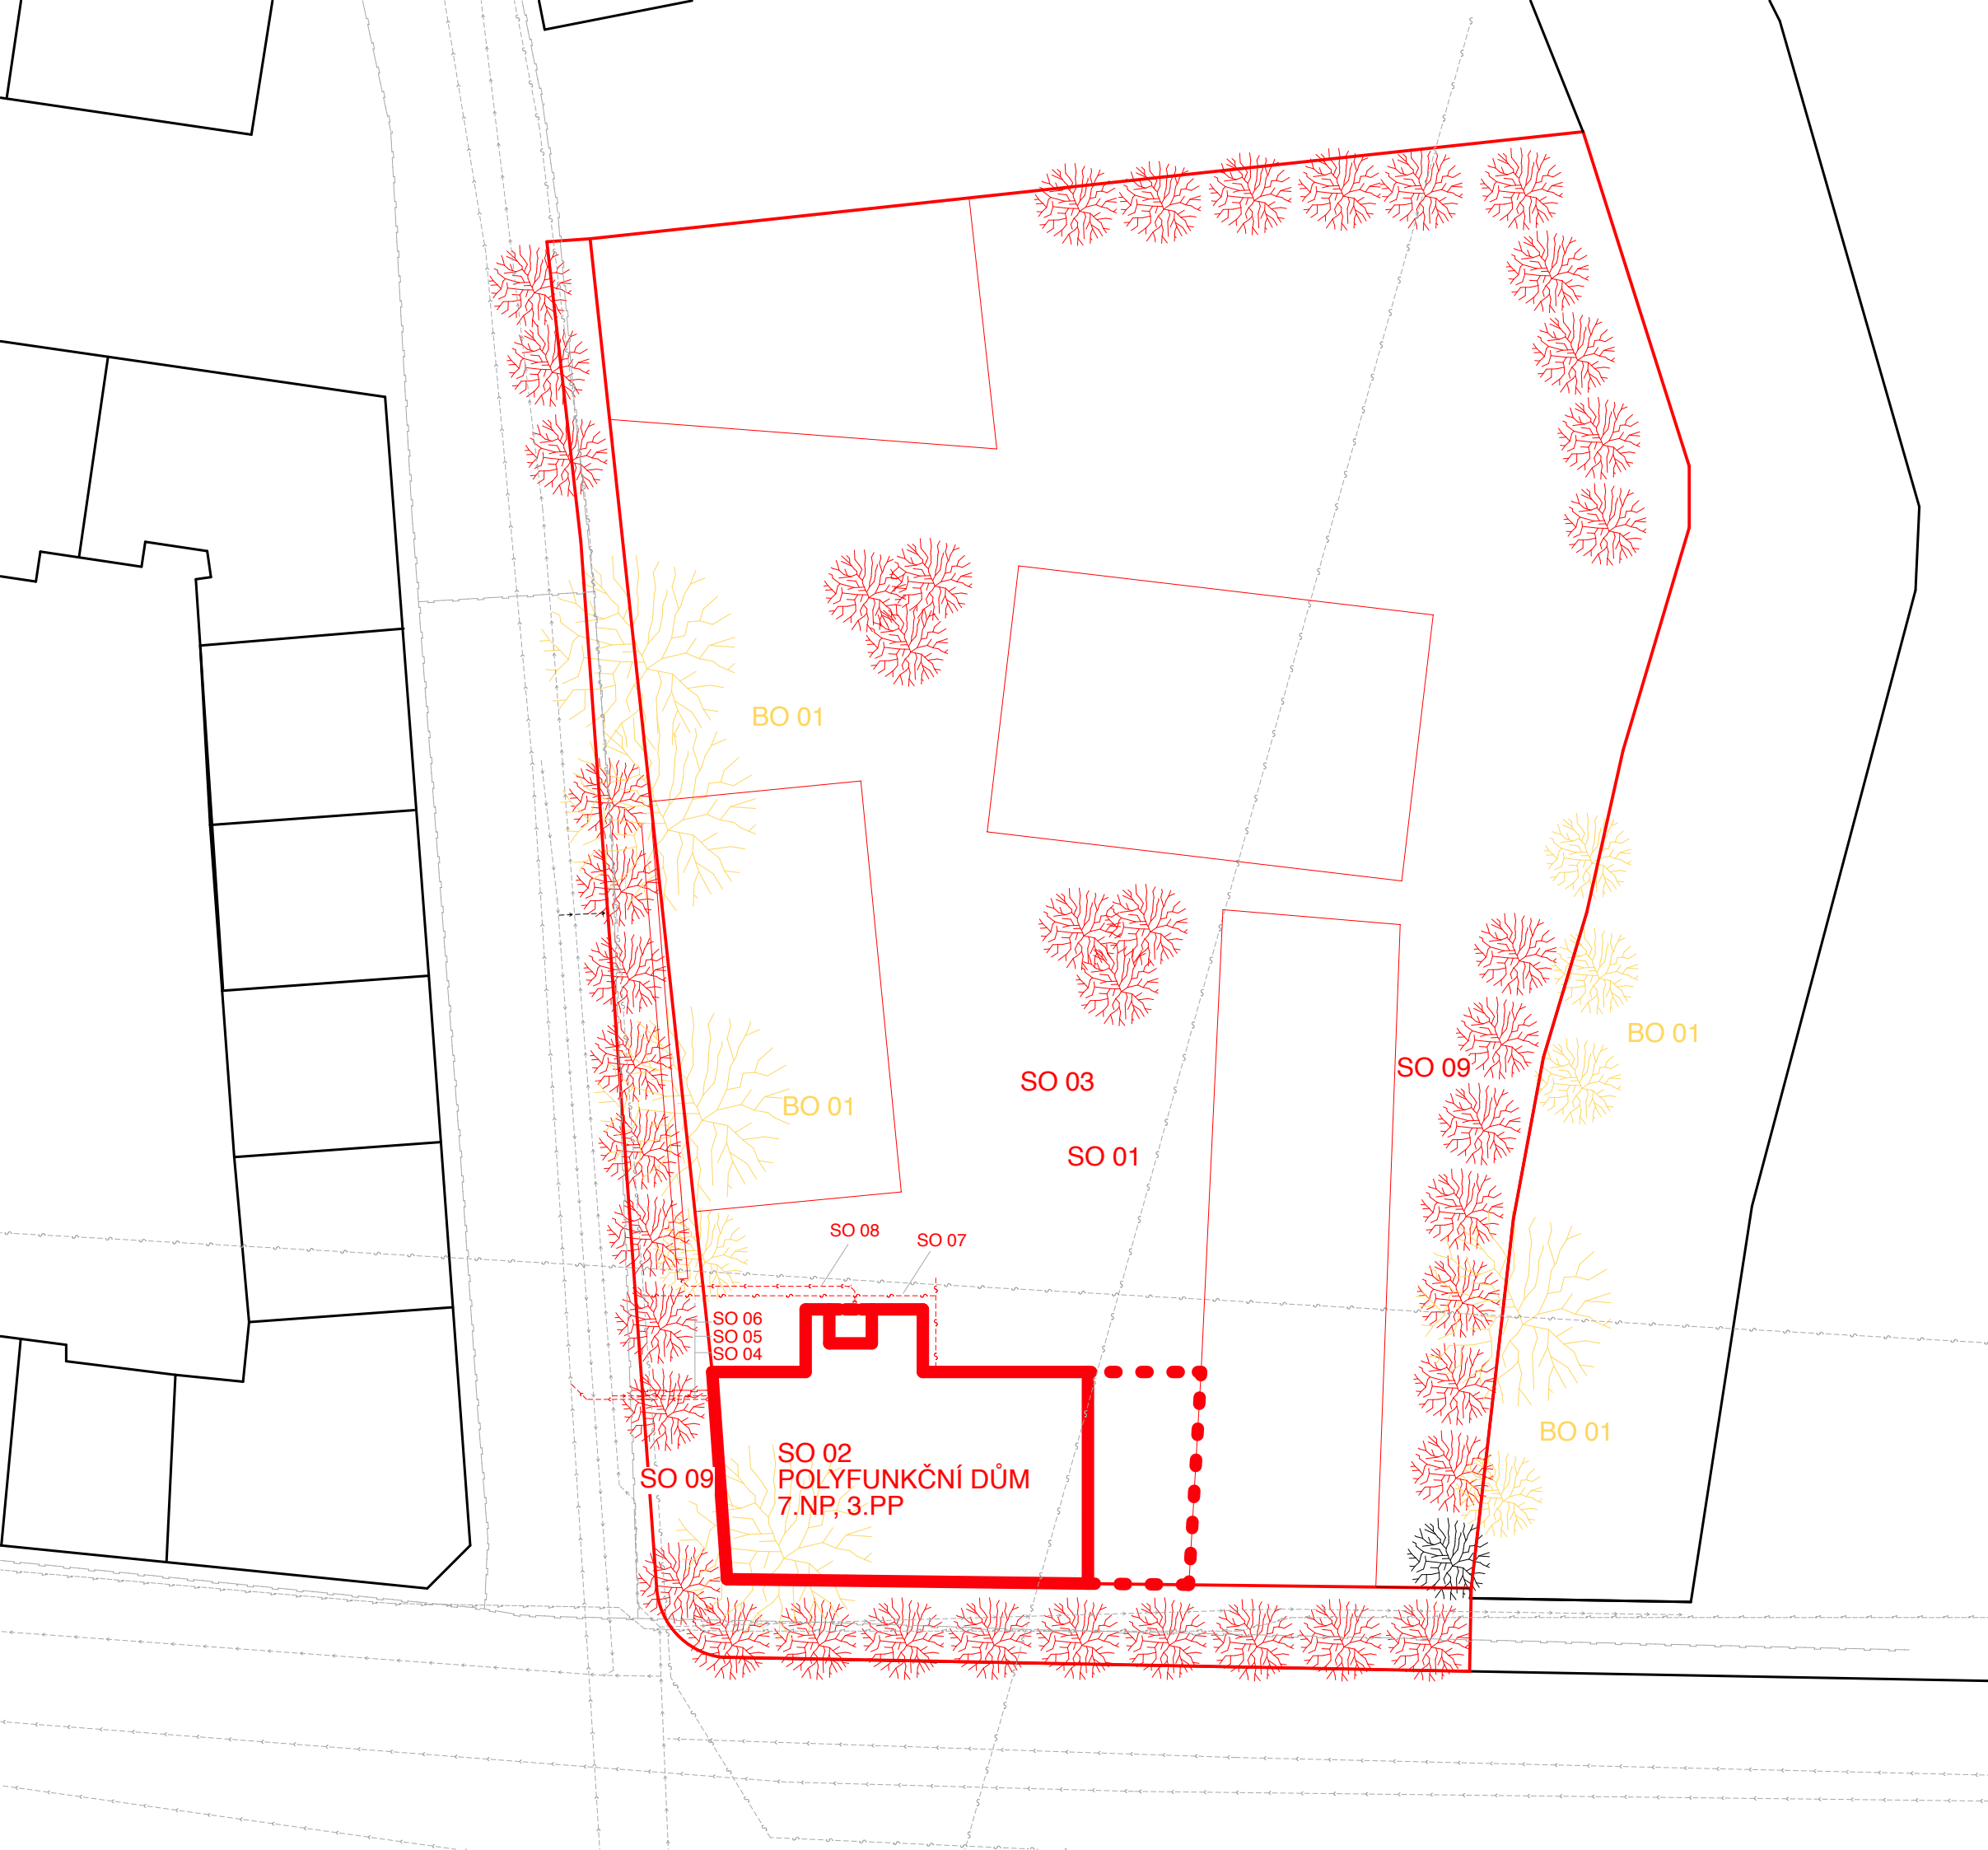 BO 01
BO 01
SO 09
SO 03
BO 01
SO 01
SO 08
SO 07
SO 06
SO 05
SO 04
BO 01
SO 02
POLYFUNKČNÍ DŮM
7.NP, 3.PP
SO 09